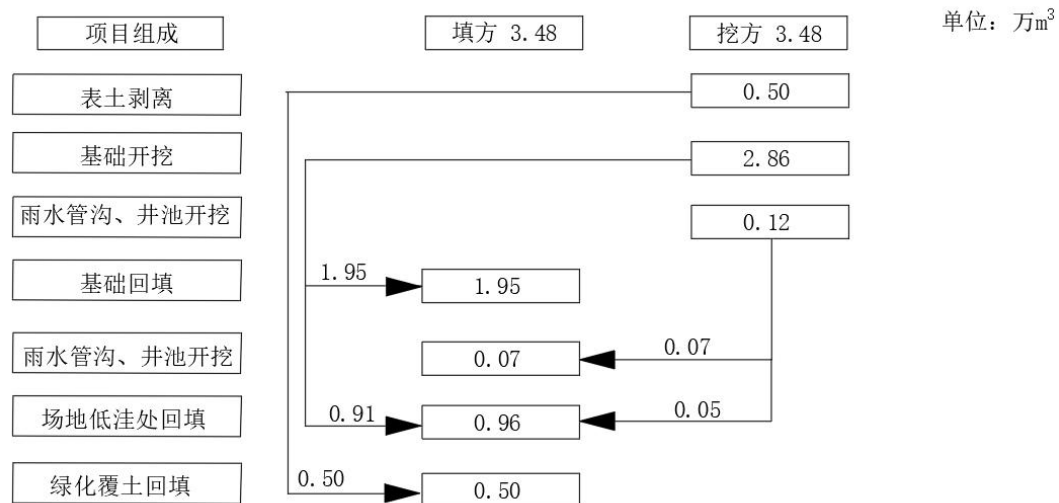 项目组成 填方 3.48 挖方 3.48 单位：万m³
表土剥离 0.50
基础开挖 2.86
雨水管沟、井池开挖 0.12
基础回填 1.95 1.95
雨水管沟、井池开挖 0.07 0.07
场地低洼处回填 0.91 0.96 0.05
绿化覆土回填 0.50 0.50